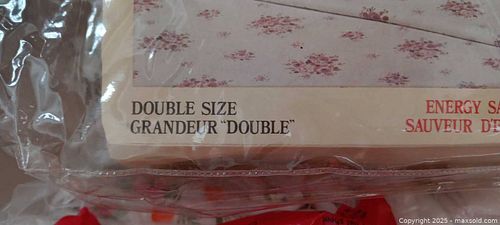 DOUBLE SIZE
GRANDEUR "DOUBLE"
ENERGY SA
SAUVEUR D'E
Copyright 2025 - maxsold.com